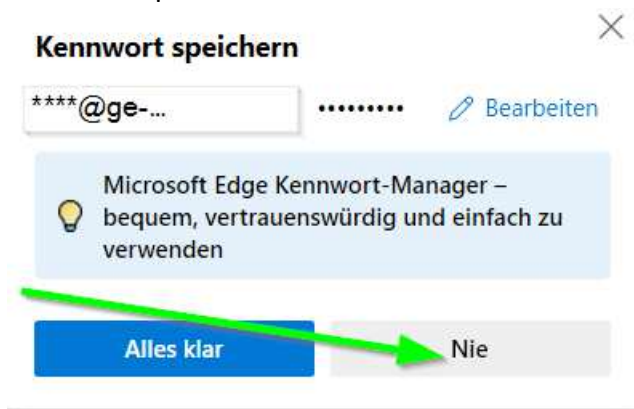 Kennwort speichern
****@ge-... ••••••••• Bearbeiten
Microsoft Edge Kennwort-Manager –
bequem, vertrauenswürdig und einfach zu
verwenden
Alles klar Nie